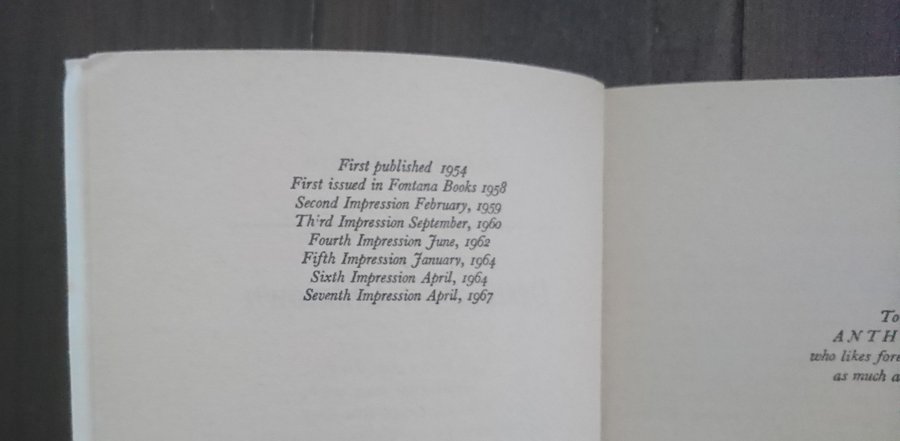 First published 1954
First issued in Fontana Books 1958
Second Impression February, 1959
Third Impression September, 1960
Fourth Impression June, 1962
Fifth Impression January, 1964
Sixth Impression April, 1964
Seventh Impression April, 1967
To
ANTH
who likes fore
as much a